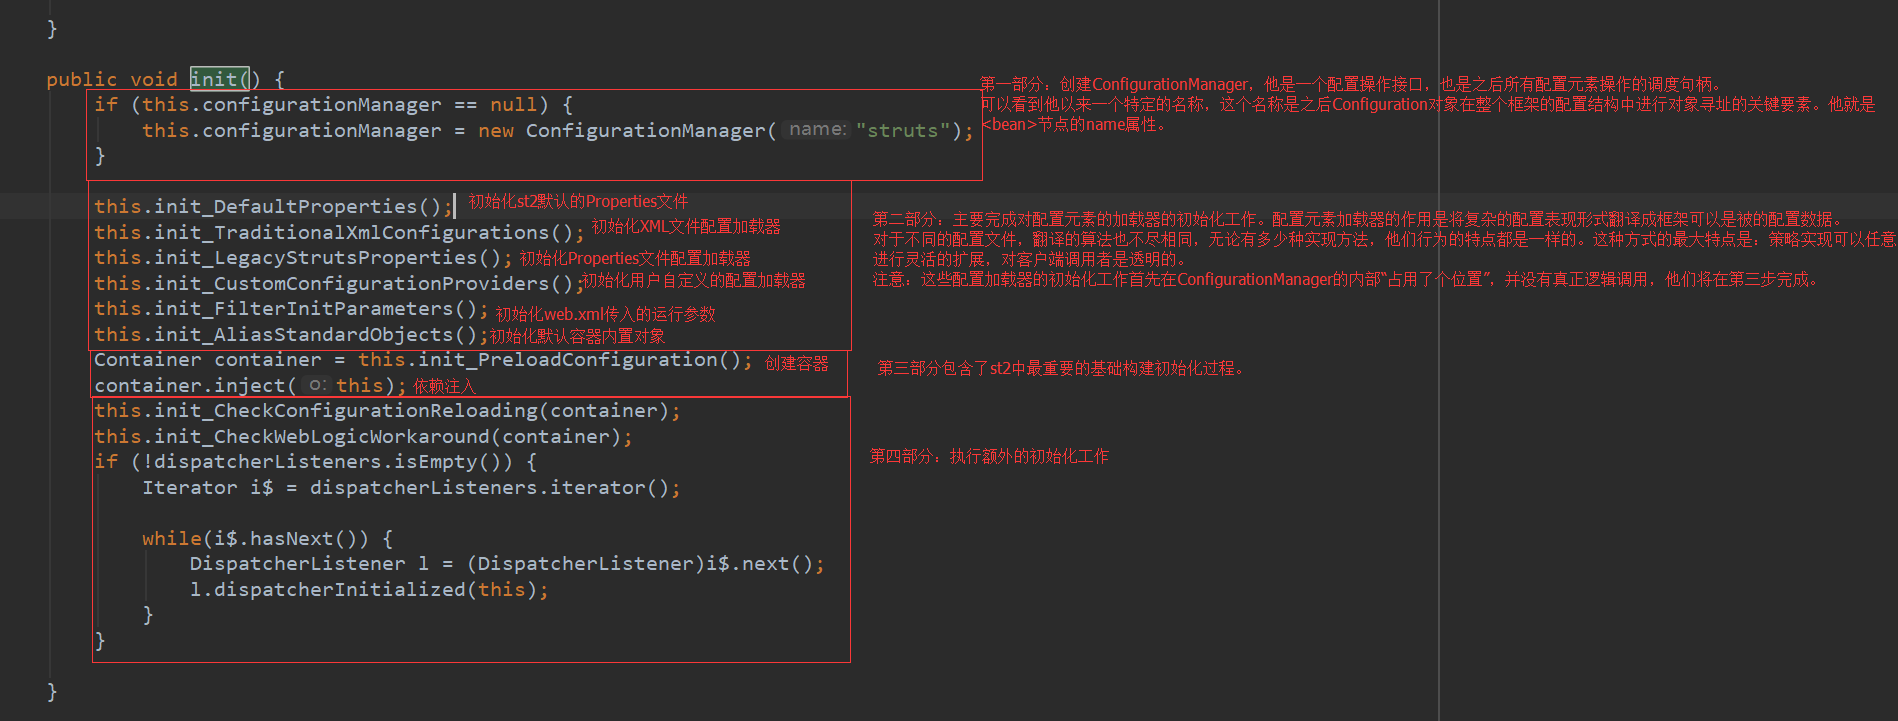 }
public void init() {
第一部分：创建ConfigurationManager，他是一个配置操作接口，也是之后所有配置元素操作的调度句柄。
if (this.configurationManager == null) {
可以看到他以来一个特定的名称，这个名称是之后Configuration对象在整个框架的配置结构中进行对象寻址的关键要素。他就是
this.configurationManager = new ConfigurationManager( name: "struts");
<bean>节点的name属性。
}
this.init_DefaultProperties(); 初始化st2默认的Properties文件
第二部分：主要完成对配置元素的加载器的初始化工作。配置元素加载器的作用是将复杂的配置表现形式翻译成框架可以是被的配置数据。
this.init_TraditionalXmlConfigurations(); 初始化XML文件配置加载器
对于不同的配置文件，翻译的算法也不尽相同，无论有多少种实现方法，他们行为的特点都是一样的。这种方式的最大特点是：策略实现可以任意
this.init_LegacyStrutsProperties(); 初始化Properties文件配置加载器
进行灵活的扩展，对客户端调用者是透明的。
this.init_CustomConfigurationProviders();初始化用户自定义的配置加载器
注意：这些配置加载器的初始化工作首先在ConfigurationManager的内部“占用了个位置”，并没有真正逻辑调用，他们将在第三步完成。
this.init_FilterInitParameters(); 初始化web.xml传入的运行参数
this.init_AliasStandardObjects();初始化默认容器内置对象
Container container = this.init_PreloadConfiguration(); 创建容器
第三部分包含了st2中最重要的基础构建初始化过程。
container.inject( o: this); 依赖注入
this.init_CheckConfigurationReloading(container);
this.init_CheckWebLogicWorkaround(container);
if (!dispatcherListeners.isEmpty()) {
第四部分：执行额外的初始化工作
Iterator i$ = dispatcherListeners.iterator();
while(i$.hasNext()) {
DispatcherListener l = (DispatcherListener)i$.next();
l.dispatcherInitialized(this);
}
}
}